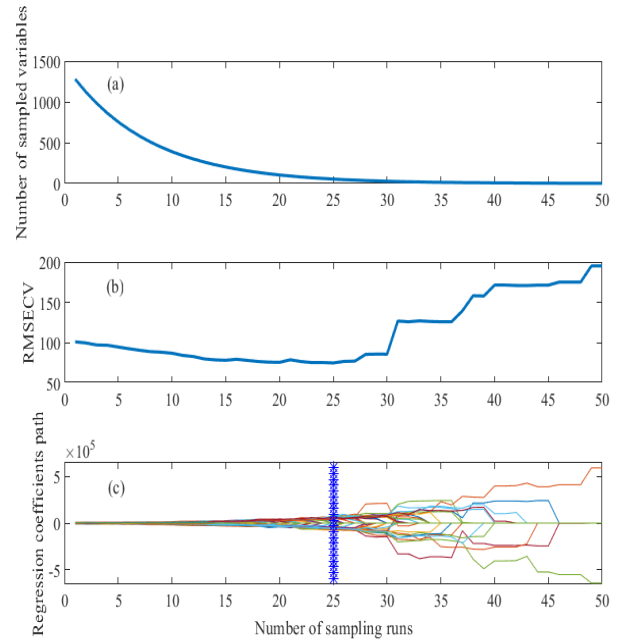 Number of sampled variables
1500
1000
500
0
(a)
0 5 10 15 20 25 30 35 40 45 50
RMSECV
200
150
100
50
(b)
0 5 10 15 20 25 30 35 40 45 50
Regression coefficients path
×10^5
5
0
-5
(c)
0 5 10 15 20 25 30 35 40 45 50
Number of sampling runs